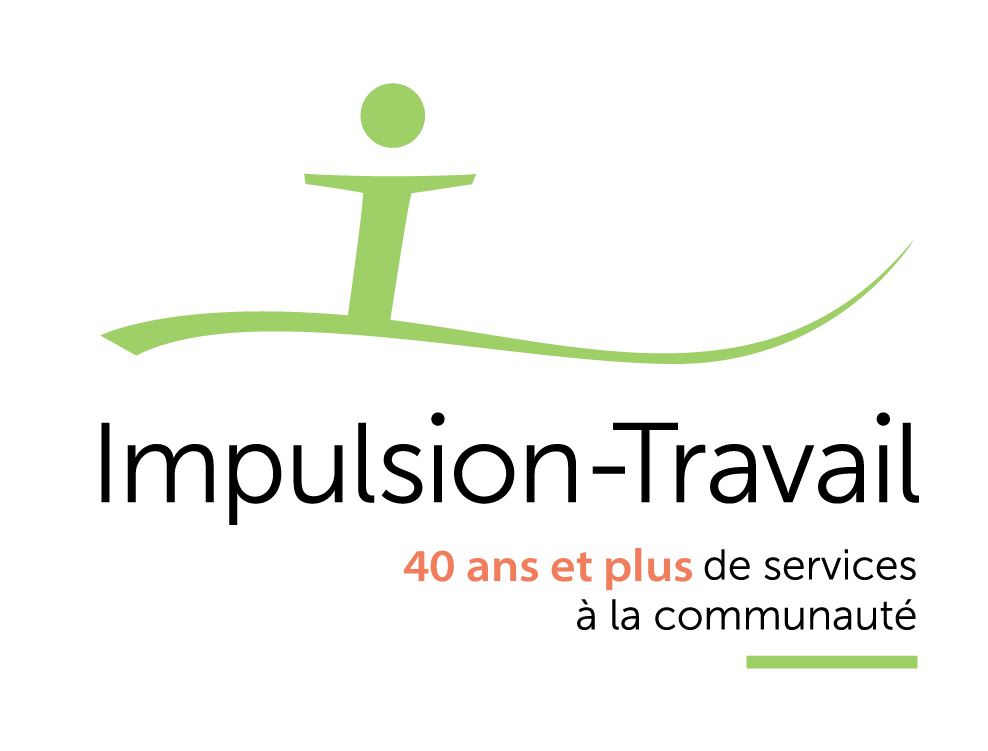 Impulsion-Travail
40 ans et plus de services
à la communauté